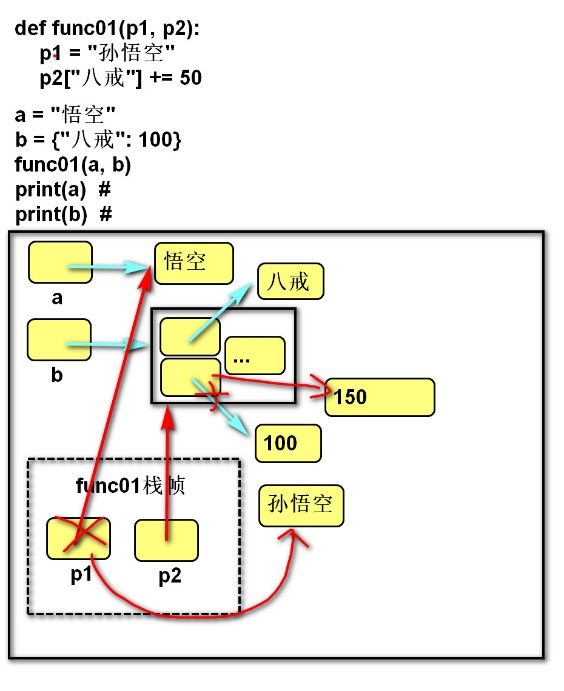 def func01(p1, p2):
    p1 = "孙悟空"
    p2["八戒"] += 50
a = "悟空"
b = {"八戒": 100}
func01(a, b)
print(a)  #
print(b)  #
悟空
八戒
a
b
...
150
100
func01栈帧
孙悟空
p1
p2